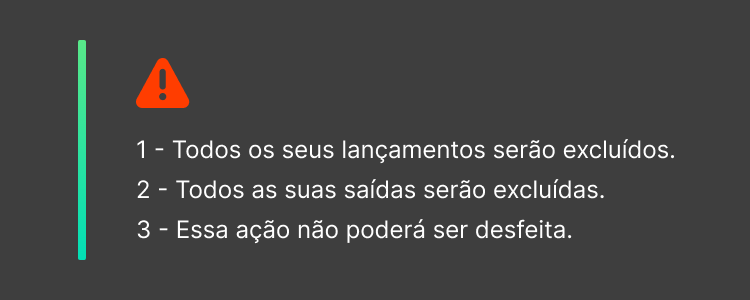 1 - Todos os seus lançamentos serão excluídos.
2 - Todos as suas saídas serão excluídas.
3 - Essa ação não poderá ser desfeita.